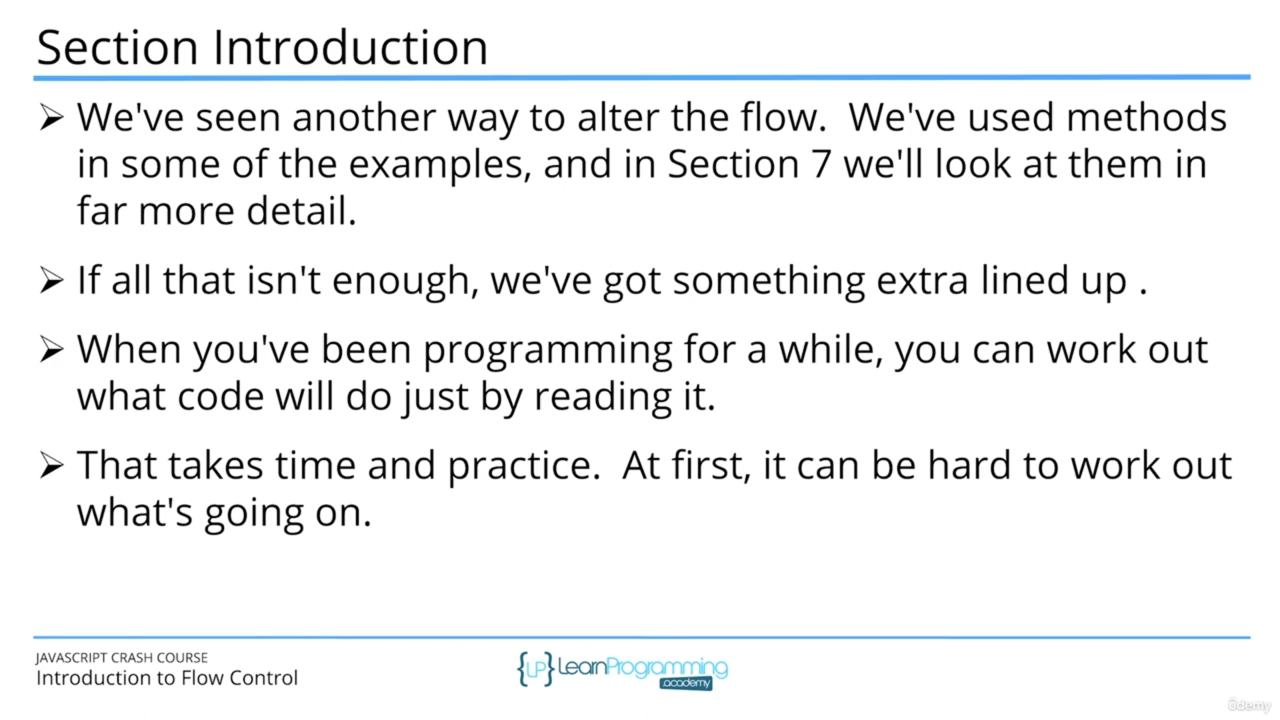 Section Introduction
➢ We've seen another way to alter the flow.  We've used methods
in some of the examples, and in Section 7 we'll look at them in
far more detail.
➢ If all that isn't enough, we've got something extra lined up .
➢ When you've been programming for a while, you can work out
what code will do just by reading it.
➢ That takes time and practice.  At first, it can be hard to work out
what's going on.
JAVASCRIPT CRASH COURSE
Introduction to Flow Control
{LP} LearnProgramming
.academy
ûdemy